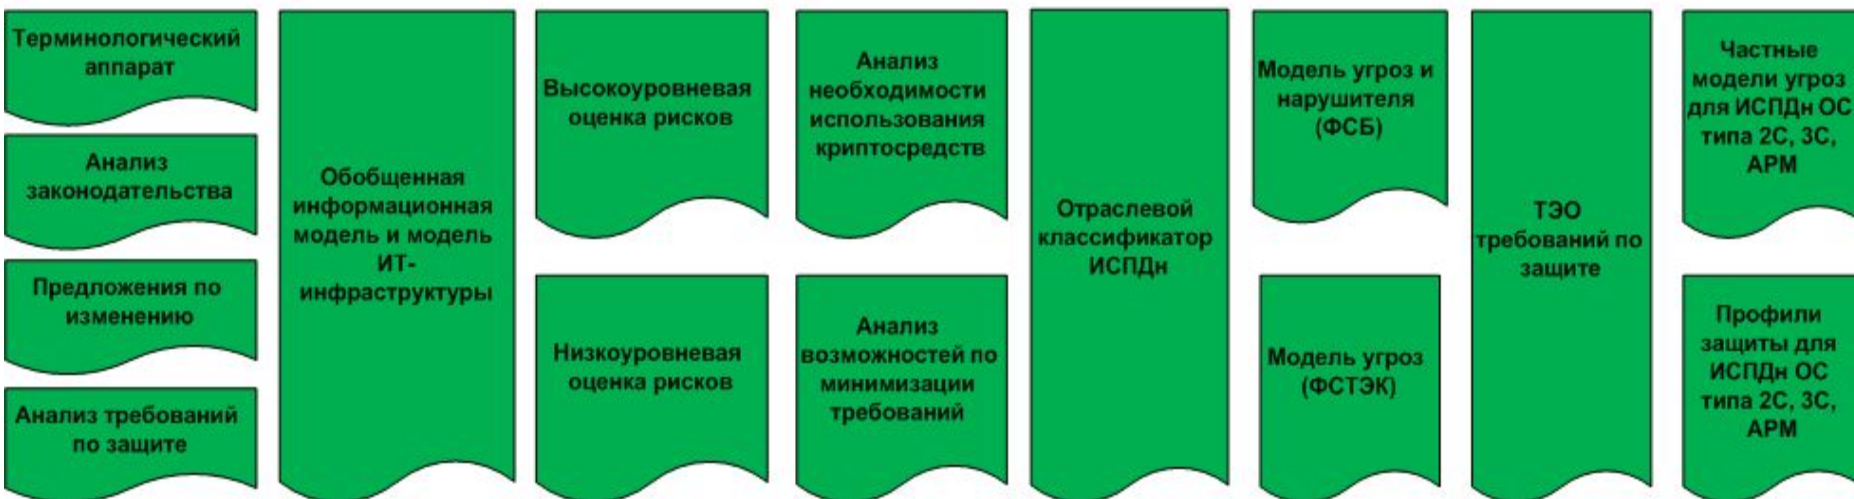 Терминологический
аппарат
Анализ
законодательства
Предложения по
изменению
Анализ требований
по защите
Обобщенная
информационная
модель и модель
ИТ-
инфраструктуры
Высокоуровневая
оценка рисков
Низкоуровневая
оценка рисков
Анализ
необходимости
использования
криптосредств
Анализ
возможностей по
минимизации
требований
Отраслевой
классификатор
ИСПДн
Модель угроз и
нарушителя
(ФСБ)
Модель угроз
(ФСТЭК)
ТЭО
требований по
защите
Частные
модели угроз
для ИСПДн ОС
типа 2С, 3С,
АРМ
Профили
защиты для
ИСПДн ОС
типа 2С, 3С,
АРМ